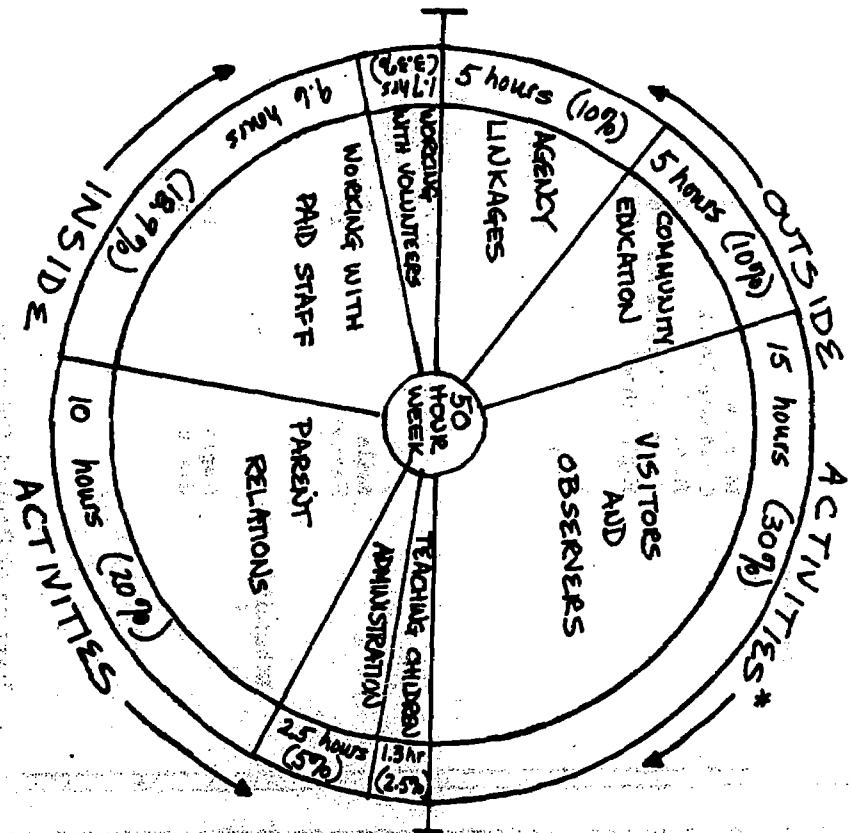 OUTSIDE ACTIVITIES*
5 hours (10%)
AGENCY
LINKAGES
5 hours (10%)
COMMUNITY
EDUCATION
15 hours (30%)
VISITORS
AND
OBSERVERS
50
HOUR
WEEK
INSIDE ACTIVITIES
1.7 hrs
(3.3%)
WORKING
WITH VOLUNTEERS
9.6 hours (18.9%)
WORKING WITH
PAID STAFF
10 hours (20%)
PARENT
RELATIONS
2.5 hours
(5%)
ADMINISTRATION
1.3 hr
(2.5%)
TEACHING CHILDREN